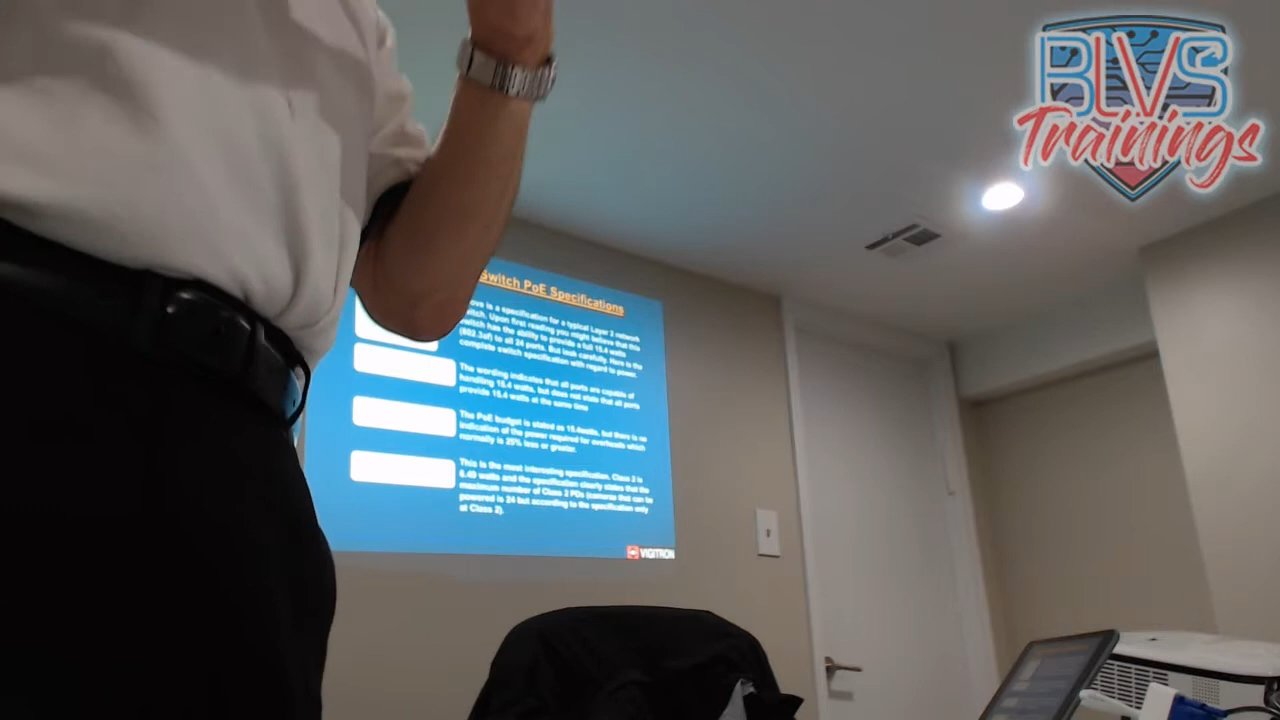 BLVS
Trainings
Switch PoE Specifications
is a specification for a typical Layer 2 network
switch. Upon first reading you might believe that this
switch has the ability to provide a full 15.4 watts
(802.3af) to all 24 ports. But look carefully. Here is the
complete switch specification with regard to power.
The wording indicates that all ports are capable of
handling 15.4 watts, but does not state that all ports
provide 15.4 watts at the same time
The PoE budget is stated as 15.4watts, but there is no
indication of the power required for overheads which
normally is 25% less or greater.
This is the most interesting specification. Class 2 is
6.49 watts and the specification clearly states that the
maximum number of Class 2 PDs (cameras that can be
powered is 24 but according to the specification only
at Class 2).
VIGITRON